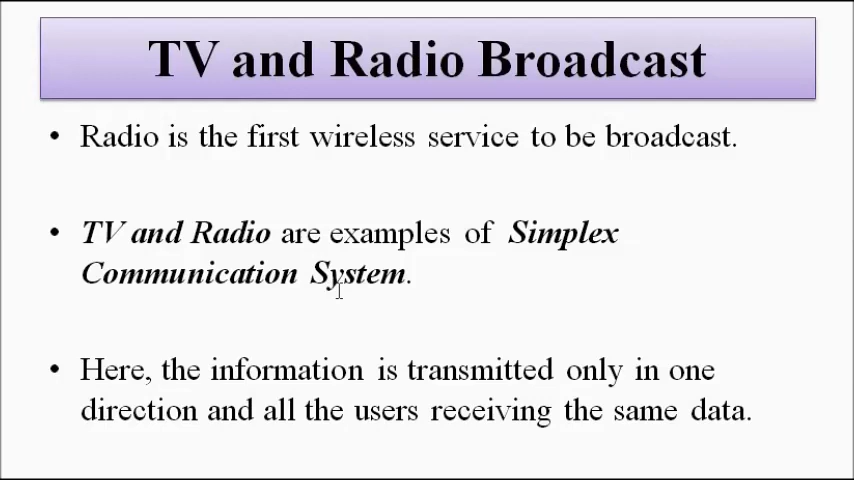 TV and Radio Broadcast
• Radio is the first wireless service to be broadcast.
• TV and Radio are examples of Simplex
Communication System.
• Here, the information is transmitted only in one
direction and all the users receiving the same data.